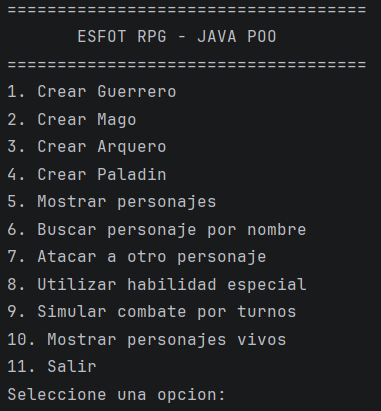 ====================================
ESFOT RPG - JAVA POO
====================================
1. Crear Guerrero
2. Crear Mago
3. Crear Arquero
4. Crear Paladin
5. Mostrar personajes
6. Buscar personaje por nombre
7. Atacar a otro personaje
8. Utilizar habilidad especial
9. Simular combate por turnos
10. Mostrar personajes vivos
11. Salir
Seleccione una opcion: